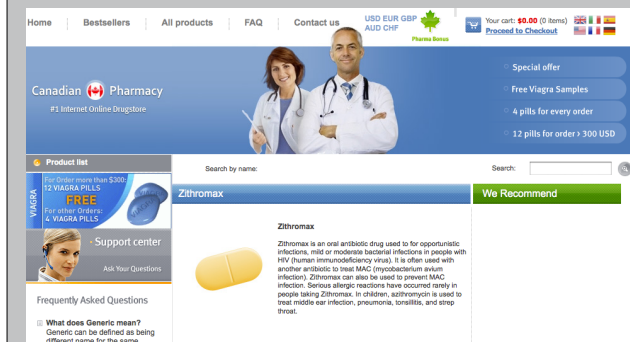 Home
Bestsellers
All products
FAQ
Contact us
USD EUR GBP
AUD CHF
Pharma Bonus
Your cart: $0.00 (0 items)
Proceed to Checkout
Canadian Pharmacy
#1 Internet Online Drugstore
Special offer
Free Viagra Samples
4 pills for every order
12 pills for order > 300 USD
Product list
Search by name:
Search:
For Order more than $300:
12 VIAGRA PILLS
FREE
For other Orders:
4 VIAGRA PILLS
VIAGRA
Zithromax
We Recommend
Support center
Ask Your Questions
Zithromax
Zithromax is an oral antibiotic drug used to for opportunistic
infections, mild or moderate bacterial infections in people with
HIV (human immunodeficiency virus). It is often used with
another antibiotic to treat MAC (mycobacterium avium
infection). Zithromax can also be used to prevent MAC
infection. Serious allergic reactions have occurred rarely in
people taking Zithromax. In children, azithromycin is used to
treat middle ear infection, pneumonia, tonsillitis, and strep
throat.
Frequently Asked Questions
What does Generic mean?
Generic can be defined as being
different name for the same